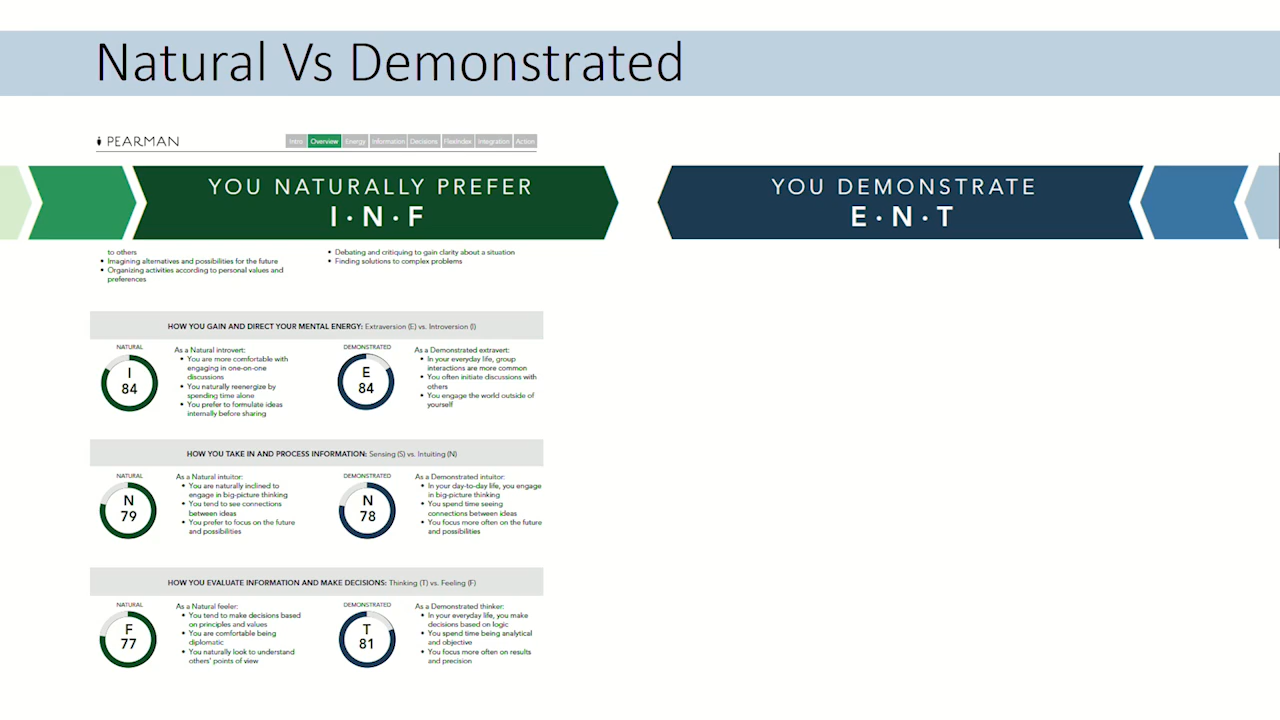 Natural Vs Demonstrated
PEARMAN
Intro Overview Energy Information Decisions FlexIndex Integration Action
YOU NATURALLY PREFER
I·N·F
YOU DEMONSTRATE
E·N·T
to others
• Imagining alternatives and possibilities for the future
• Organizing activities according to personal values and
preferences
• Debating and critiquing to gain clarity about a situation
• Finding solutions to complex problems
HOW YOU GAIN AND DIRECT YOUR MENTAL ENERGY: Extraversion (E) vs. Introversion (I)
NATURAL
I
84
As a Natural introvert:
• You are more comfortable with
engaging in one-on-one
discussions
• You naturally reenergize by
spending time alone
• You prefer to formulate ideas
internally before sharing
DEMONSTRATED
E
84
As a Demonstrated extravert:
• In your everyday life, group
interactions are more common
• You often initiate discussions with
others
• You engage the world outside of
yourself
HOW YOU TAKE IN AND PROCESS INFORMATION: Sensing (S) vs. Intuiting (N)
NATURAL
N
79
As a Natural intuitor:
• You are naturally inclined to
engage in big-picture thinking
• You tend to see connections
between ideas
• You prefer to focus on the future
and possibilities
DEMONSTRATED
N
78
As a Demonstrated intuitor:
• In your day-to-day life, you engage
in big-picture thinking
• You spend time seeing
connections between ideas
• You focus more often on the future
and possibilities
HOW YOU EVALUATE INFORMATION AND MAKE DECISIONS: Thinking (T) vs. Feeling (F)
NATURAL
F
77
As a Natural feeler:
• You tend to make decisions based
on principles and values
• You are comfortable being
diplomatic
• You naturally look to understand
others' points of view
DEMONSTRATED
T
81
As a Demonstrated thinker:
• In your everyday life, you make
decisions based on logic
• You spend time being analytical
and objective
• You focus more often on results
and precision